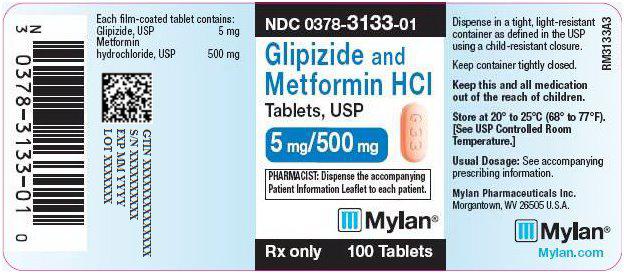 N
3 0378-3133-01 0
Each film-coated tablet contains:
Glipizide, USP 5 mg
Metformin
hydrochloride, USP 500 mg
GTIN XXXXXXXXXXXXXX
S/N XXXXXXXXX
EXP MM YYYY
LOT XXXXXX
NDC 0378-3133-01
Glipizide and
Metformin HCl
Tablets, USP
5 mg/500 mg
G33
PHARMACIST: Dispense the accompanying
Patient Information Leaflet to each patient.
Mylan®
Rx only 100 Tablets
Dispense in a tight, light-resistant
container as defined in the USP
using a child-resistant closure.
Keep container tightly closed.
Keep this and all medication
out of the reach of children.
Store at 20° to 25°C (68° to 77°F).
[See USP Controlled Room
Temperature.]
Usual Dosage: See accompanying
prescribing information.
Mylan Pharmaceuticals Inc.
Morgantown, WV 26505 U.S.A.
Mylan®
Mylan.com
RM3133A3